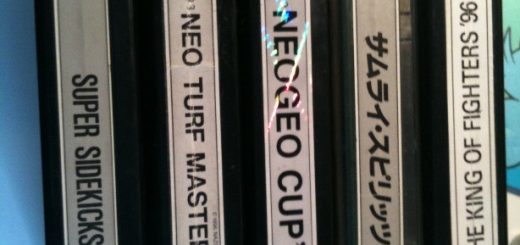 SUPER SIDEKICKS
NEO TURF MASTER
NEOGEO CUP
サムライスピリッツ
HE KING OF FIGHTERS '96